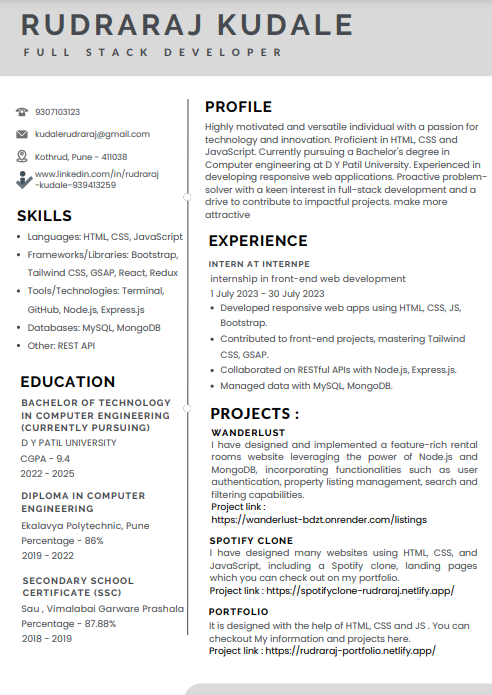 RUDRARAJ KUDALE
FULL STACK DEVELOPER
9307103123
kudalerudraraj@gmail.com
Kothrud, Pune - 411038
www.linkedin.com/in/rudraraj
-kudale-939413259
SKILLS
Languages: HTML, CSS, JavaScript
Frameworks/Libraries: Bootstrap,
Tailwind CSS, GSAP, React, Redux
Tools/Technologies: Terminal,
GitHub, Node.js, Express.js
Databases: MySQL, MongoDB
Other: REST API
EDUCATION
BACHELOR OF TECHNOLOGY
IN COMPUTER ENGINEERING
(CURRENTLY PURSUING)
D Y PATIL UNIVERSITY
CGPA - 9.4
2022 - 2025
DIPLOMA IN COMPUTER
ENGINEERING
Ekalavya Polytechnic, Pune
Percentage - 86%
2019 - 2022
SECONDARY SCHOOL
CERTIFICATE (SSC)
Sau , Vimalabai Garware Prashala
Percentage - 87.88%
2018 - 2019
PROFILE
Highly motivated and versatile individual with a passion for
technology and innovation. Proficient in HTML, CSS and
JavaScript. Currently pursuing a Bachelor's degree in
Computer engineering at D Y Patil University. Experienced in
developing responsive web applications. Proactive problem-
solver with a keen interest in full-stack development and a
drive to contribute to impactful projects. make more
attractive
EXPERIENCE
INTERN AT INTERNPE
internship in front-end web development
1 July 2023 - 30 July 2023
Developed responsive web apps using HTML, CSS, JS,
Bootstrap.
Contributed to front-end projects, mastering Tailwind
CSS, GSAP.
Collaborated on RESTful APIs with Node.js, Express.js.
Managed data with MySQL, MongoDB.
PROJECTS :
WANDERLUST
I have designed and implemented a feature-rich rental
rooms website leveraging the power of Node.js and
MongoDB, incorporating functionalities such as user
authentication, property listing management, search and
filtering capabilities.
Project link :
https://wanderlust-bdzt.onrender.com/listings
SPOTIFY CLONE
I have designed many websites using HTML, CSS, and
JavaScript, including a Spotify clone, landing pages
which you can check out on my portfolio.
Project link : https://spotifyclone-rudraraj.netlify.app/
PORTFOLIO
It is designed with the help of HTML, CSS and JS . You can
checkout My information and projects here.
Project link : https://rudraraj-portfolio.netlify.app/